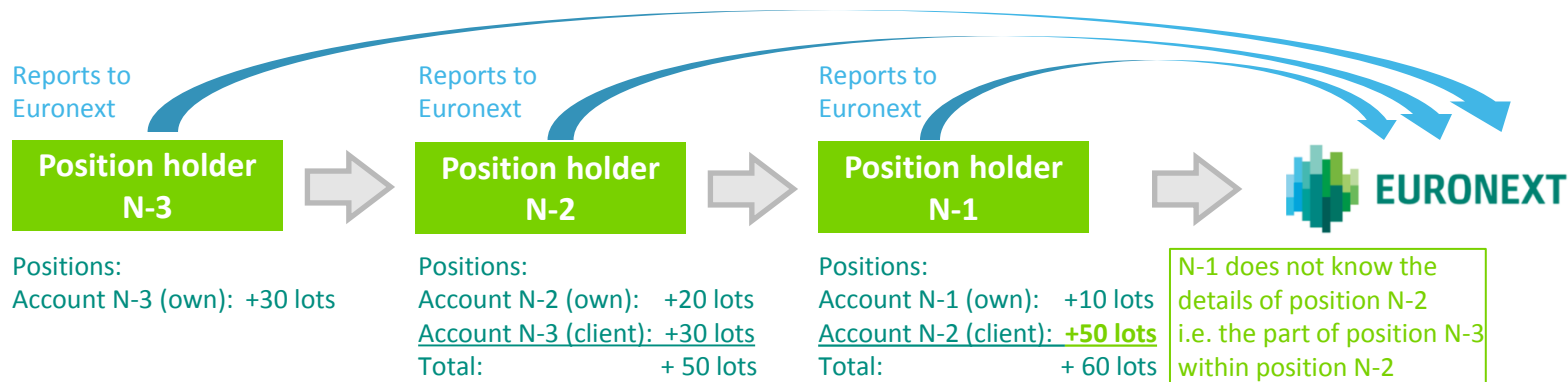 Reports to
Euronext
Position holder
N-3
Positions:
Account N-3 (own): +30 lots
Reports to
Euronext
Position holder
N-2
Positions:
Account N-2 (own): +20 lots
Account N-3 (client): +30 lots
Total: + 50 lots
Reports to
Euronext
Position holder
N-1
Positions:
Account N-1 (own): +10 lots
Account N-2 (client): +50 lots
Total: + 60 lots
EURONEXT
N-1 does not know the
details of position N-2
i.e. the part of position N-3
within position N-2